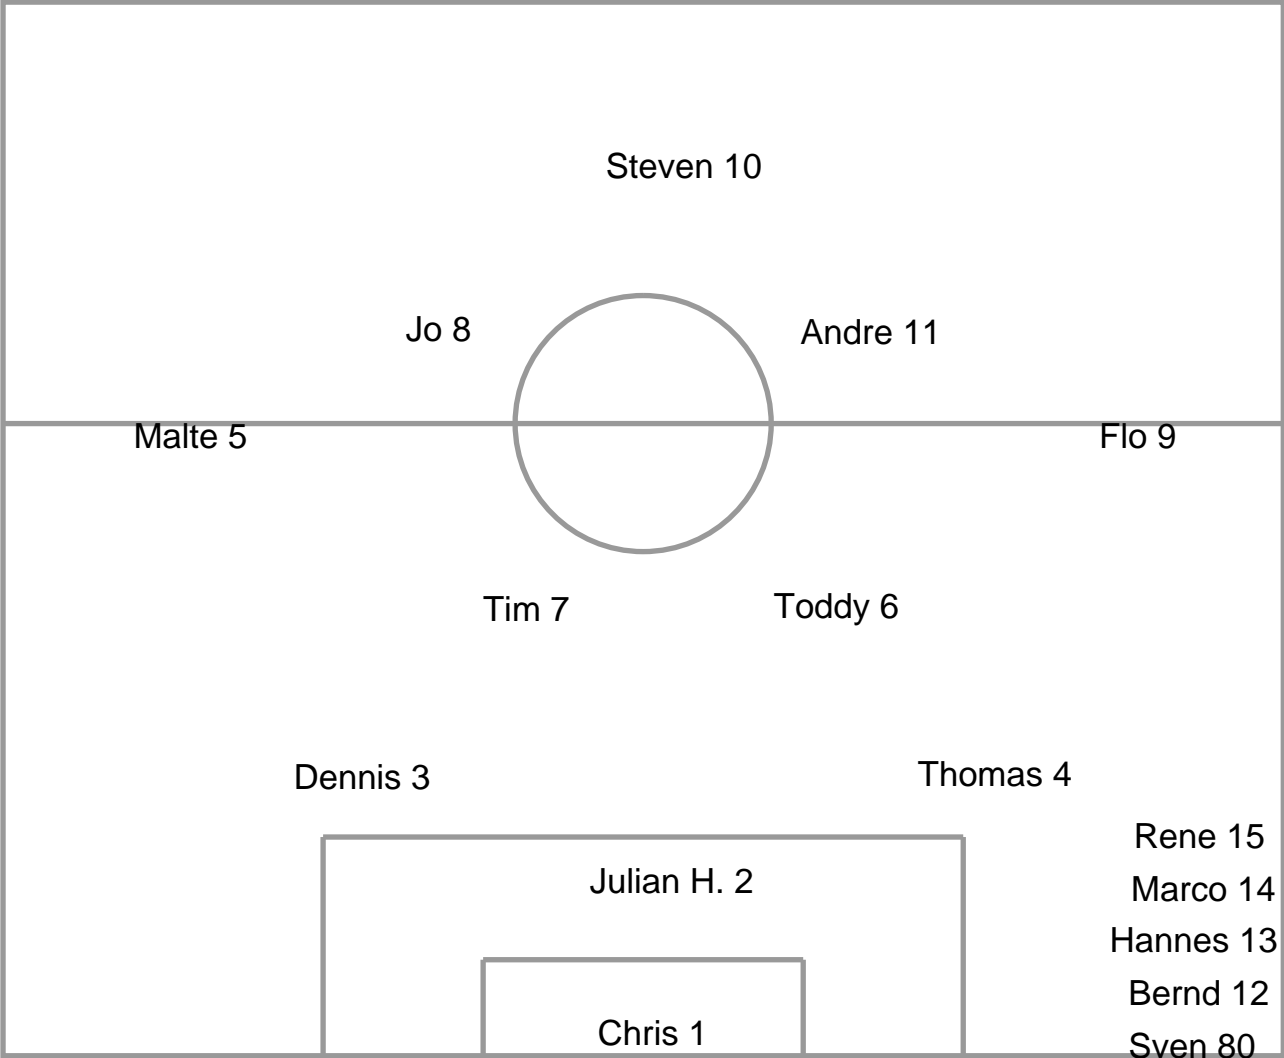 Steven 10
Jo 8
Andre 11
Malte 5
Flo 9
Tim 7
Toddy 6
Dennis 3
Thomas 4
Rene 15
Julian H. 2
Marco 14
Hannes 13
Bernd 12
Chris 1
Sven 80